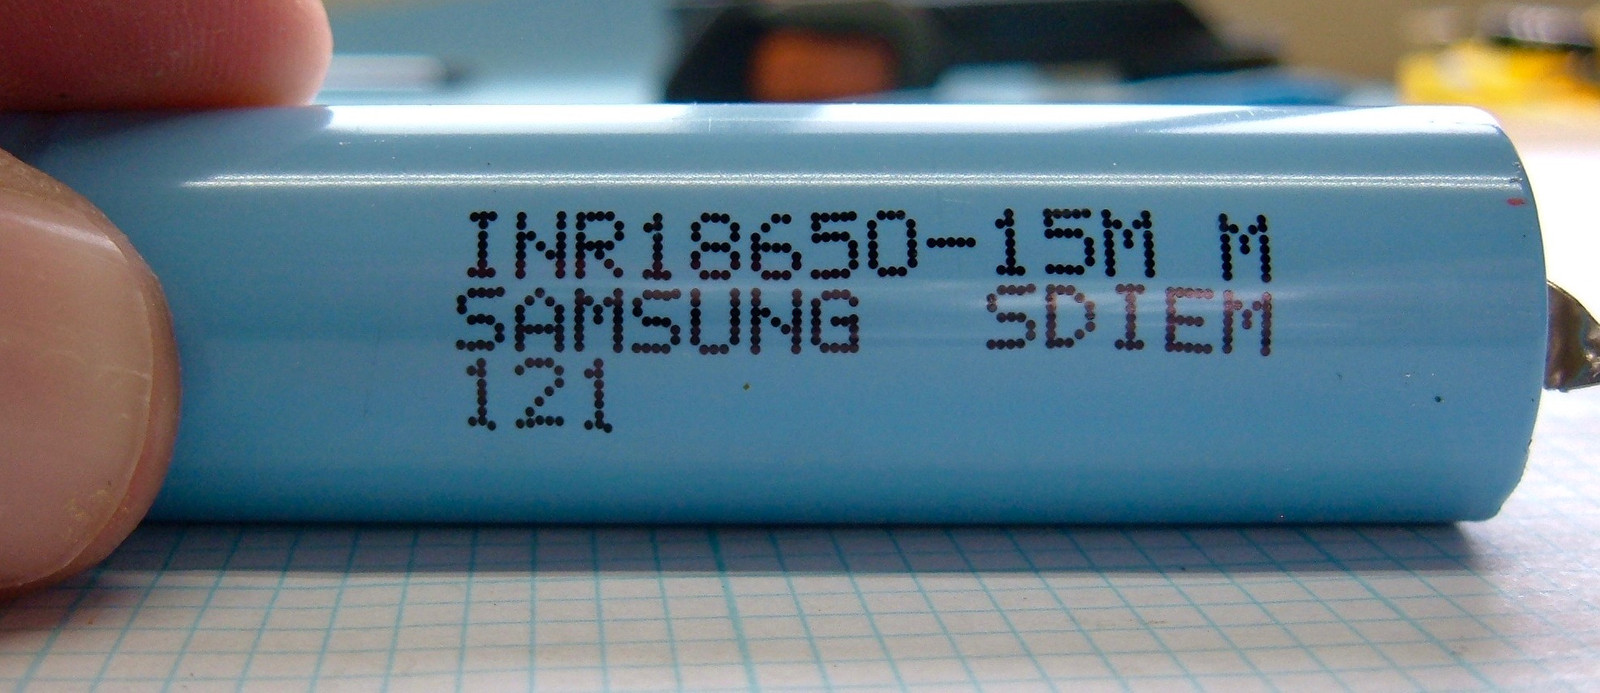 INR18650-15M M
SAMSUNG SDIEM
121